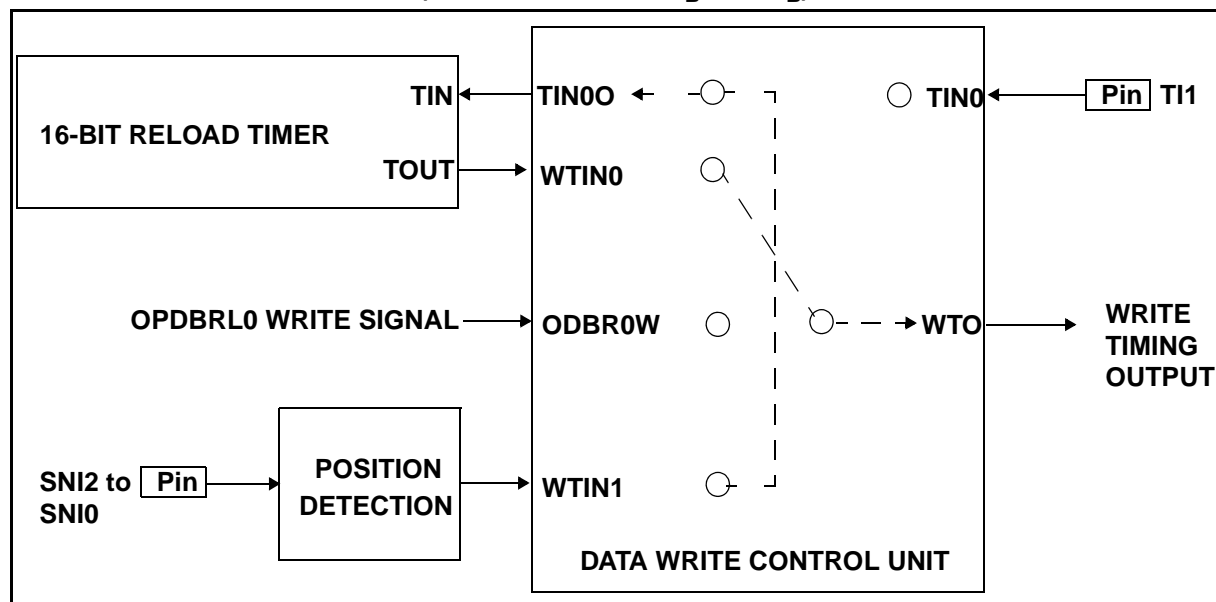 TIN
TIN0O
TIN0
Pin
TI1
16-BIT RELOAD TIMER
TOUT
WTIN0
OPDBRL0 WRITE SIGNAL
ODBR0W
WTO
WRITE
TIMING
OUTPUT
SNI2 to
Pin
SNI0
POSITION
DETECTION
WTIN1
DATA WRITE CONTROL UNIT